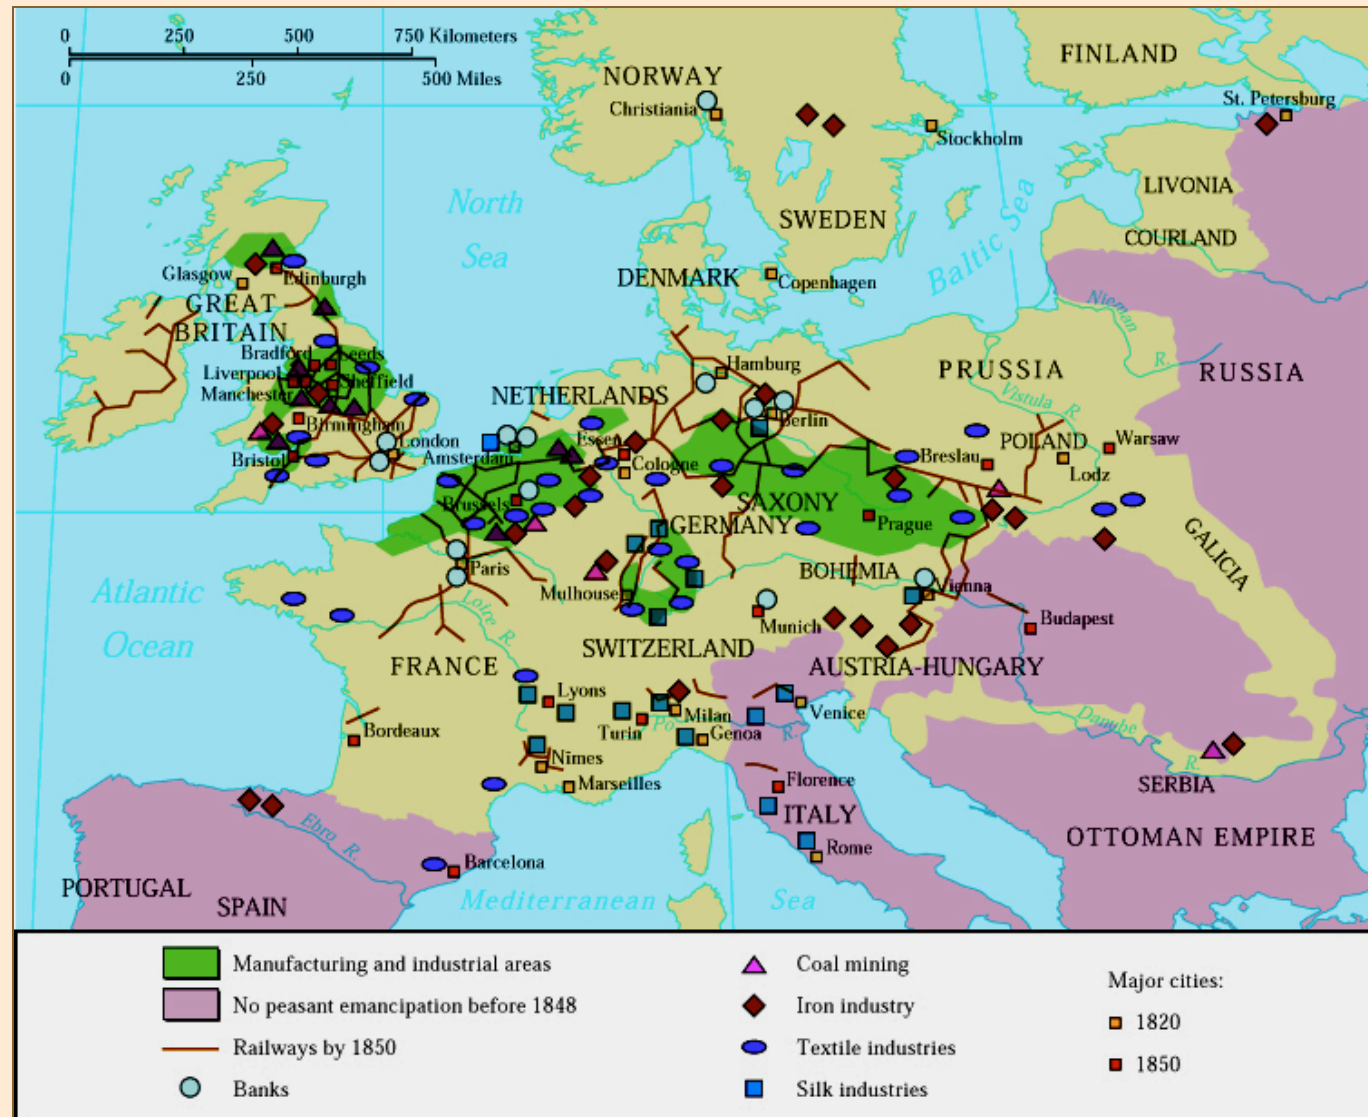 0 250 500 750 Kilometers
0 250 500 Miles
NORWAY
FINLAND
Christiania
St. Petersburg
Stockholm
LIVONIA
North
Sea
SWEDEN
Baltic Sea
COURLAND
Glasgow
Edinburgh
DENMARK
Copenhagen
GREAT
BRITAIN
Nieman
R.
Bradford
Leeds
Hamburg
PRUSSIA
RUSSIA
Liverpool
Sheffield
Manchester
NETHERLANDS
Vistula R.
Birmingham
Berlin
London
Essen
POLAND
Warsaw
Bristol
Amsterdam
Cologne
Breslau
Lodz
Brussels
SAXONY
GERMANY
Prague
GALICIA
Paris
BOHEMIA
Atlantic
Ocean
Mulhouse
Vienna
Loire R.
Munich
Budapest
SWITZERLAND
FRANCE
AUSTRIA-HUNGARY
Lyons
Milan
Venice
Bordeaux
Turin
Po
R.
Genoa
Danube
R.
Nîmes
Marseilles
Florence
SERBIA
ITALY
Ebro R.
OTTOMAN EMPIRE
Rome
Barcelona
PORTUGAL
SPAIN
Mediterranean Sea
Manufacturing and industrial areas
No peasant emancipation before 1848
Railways by 1850
Banks
Coal mining
Iron industry
Textile industries
Silk industries
Major cities:
1820
1850